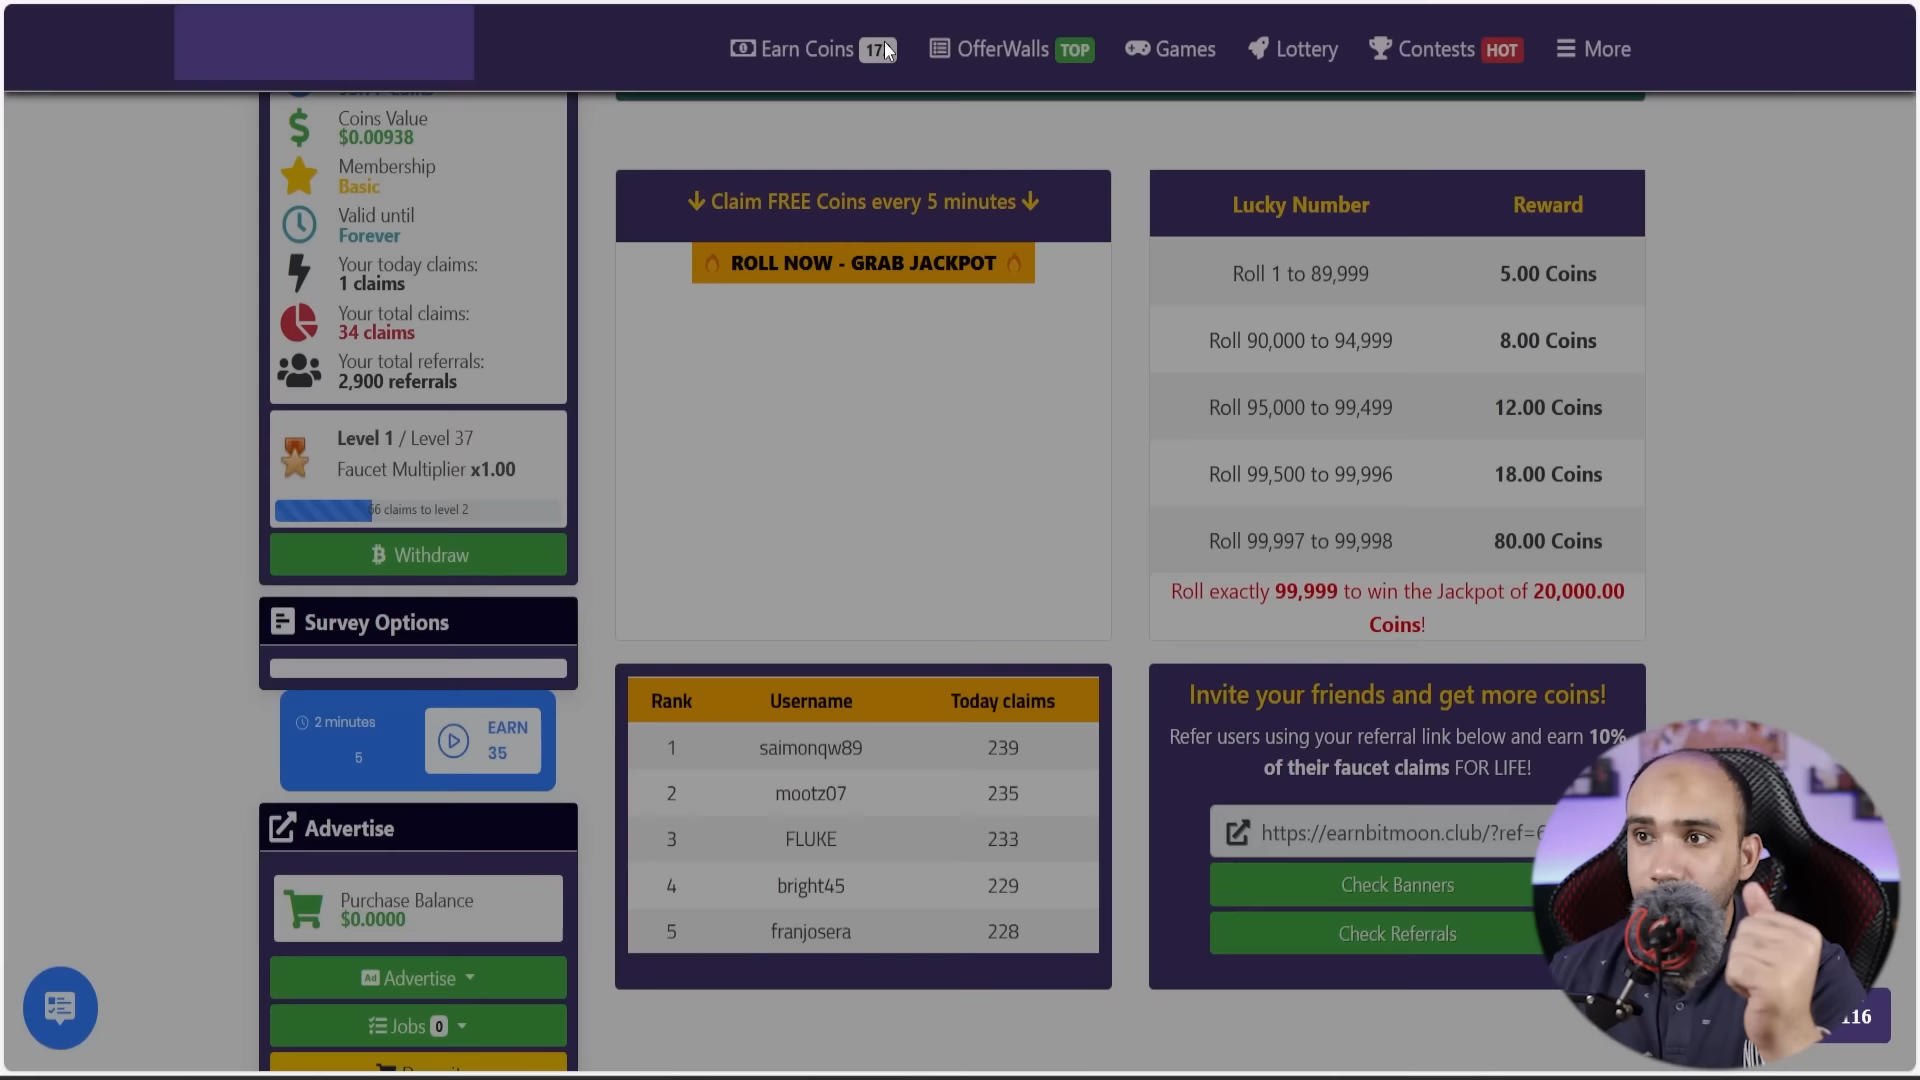 Earn Coins 17
OfferWalls TOP
Games
Lottery
Contests HOT
More
Coins Value
$0.00938
Membership
Basic
Valid until
Forever
Your today claims:
1 claims
Your total claims:
34 claims
Your total referrals:
2,900 referrals
Level 1 / Level 37
Faucet Multiplier x1.00
66 claims to level 2
Withdraw
Survey Options
2 minutes
5
EARN
35
Advertise
Purchase Balance
$0.0000
Ad Advertise
Jobs 0
Claim FREE Coins every 5 minutes
ROLL NOW - GRAB JACKPOT
Lucky Number Reward
Roll 1 to 89,999 5.00 Coins
Roll 90,000 to 94,999 8.00 Coins
Roll 95,000 to 99,499 12.00 Coins
Roll 99,500 to 99,996 18.00 Coins
Roll 99,997 to 99,998 80.00 Coins
Roll exactly 99,999 to win the Jackpot of 20,000.00
Coins!
Rank Username Today claims
1 saimonqw89 239
2 mootz07 235
3 FLUKE 233
4 bright45 229
5 franjosera 228
Invite your friends and get more coins!
Refer users using your referral link below and earn 10%
of their faucet claims FOR LIFE!
https://earnbitmoon.club/?ref=6
Check Banners
Check Referrals
116